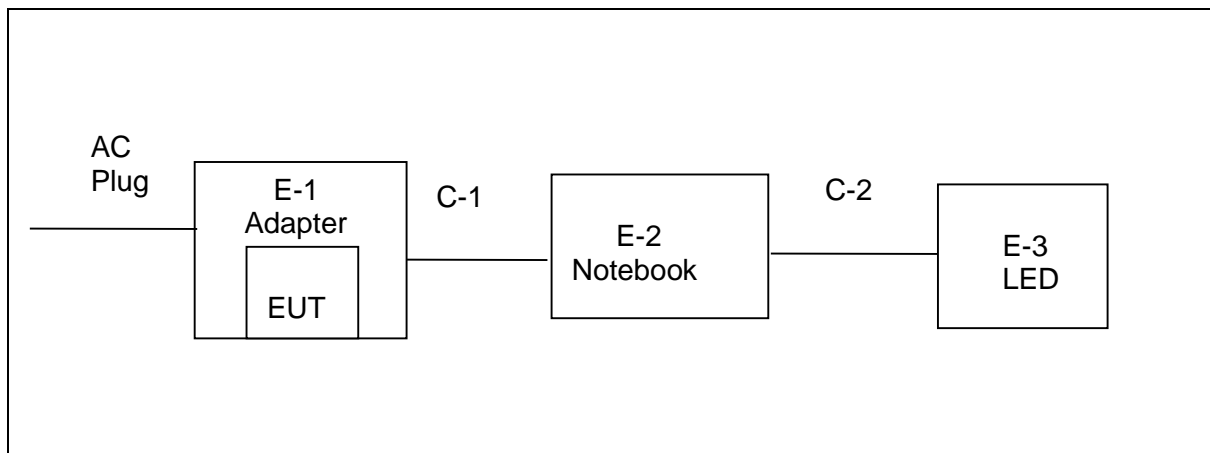 AC
Plug
E-1
Adapter
EUT
C-1
E-2
Notebook
C-2
E-3
LED